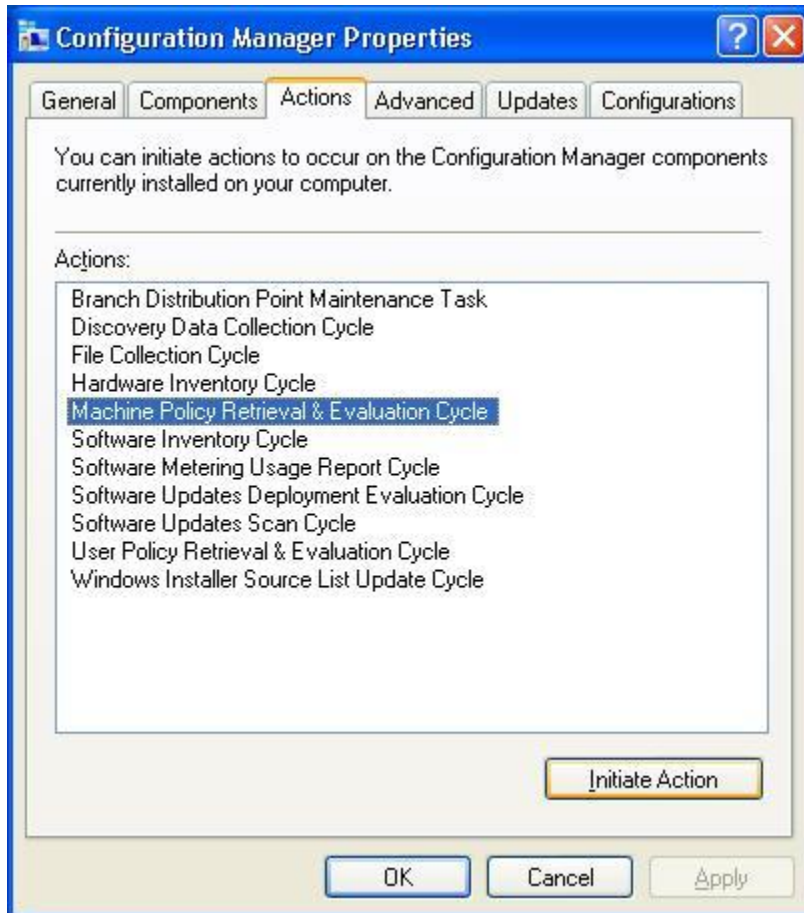 Configuration Manager Properties
General Components Actions Advanced Updates Configurations
You can initiate actions to occur on the Configuration Manager components
currently installed on your computer.
Actions:
Branch Distribution Point Maintenance Task
Discovery Data Collection Cycle
File Collection Cycle
Hardware Inventory Cycle
Machine Policy Retrieval & Evaluation Cycle
Software Inventory Cycle
Software Metering Usage Report Cycle
Software Updates Deployment Evaluation Cycle
Software Updates Scan Cycle
User Policy Retrieval & Evaluation Cycle
Windows Installer Source List Update Cycle
Initiate Action
OK Cancel Apply